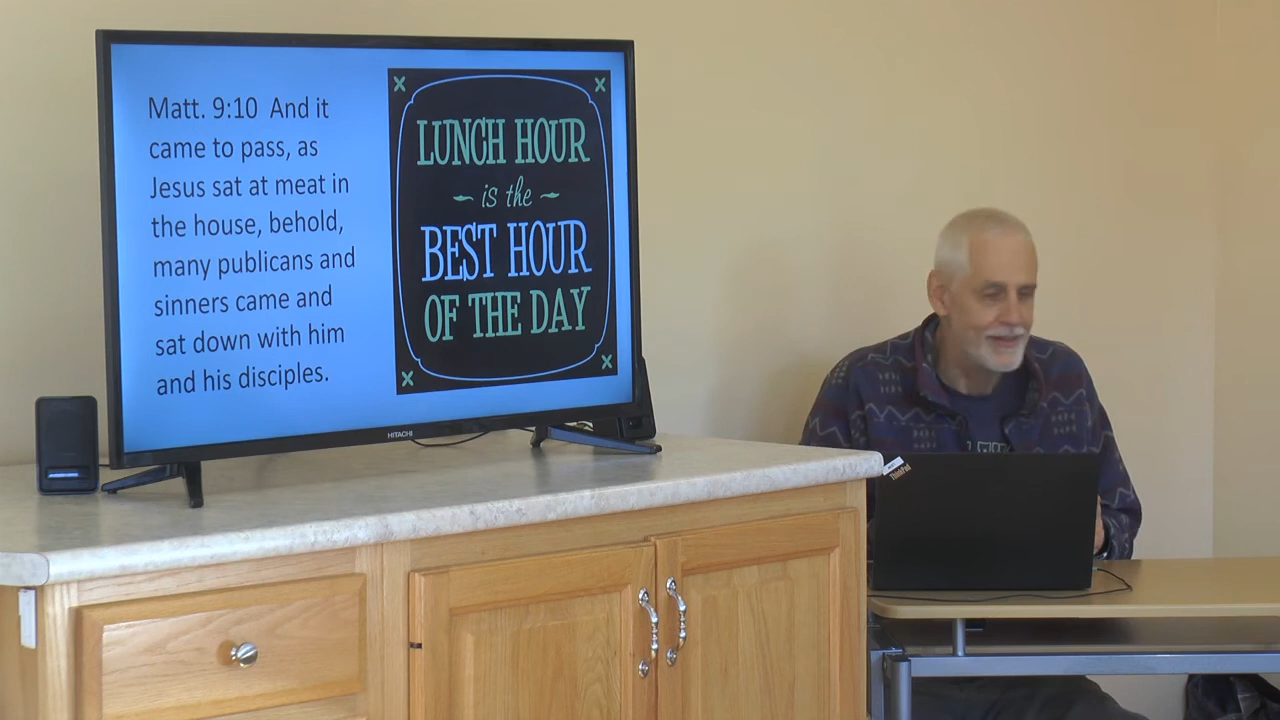 Matt. 9:10 And it
came to pass, as
Jesus sat at meat in
the house, behold,
many publicans and
sinners came and
sat down with him
and his disciples.
LUNCH HOUR
is the
BEST HOUR
OF THE DAY
HITACHI
ThinkPad